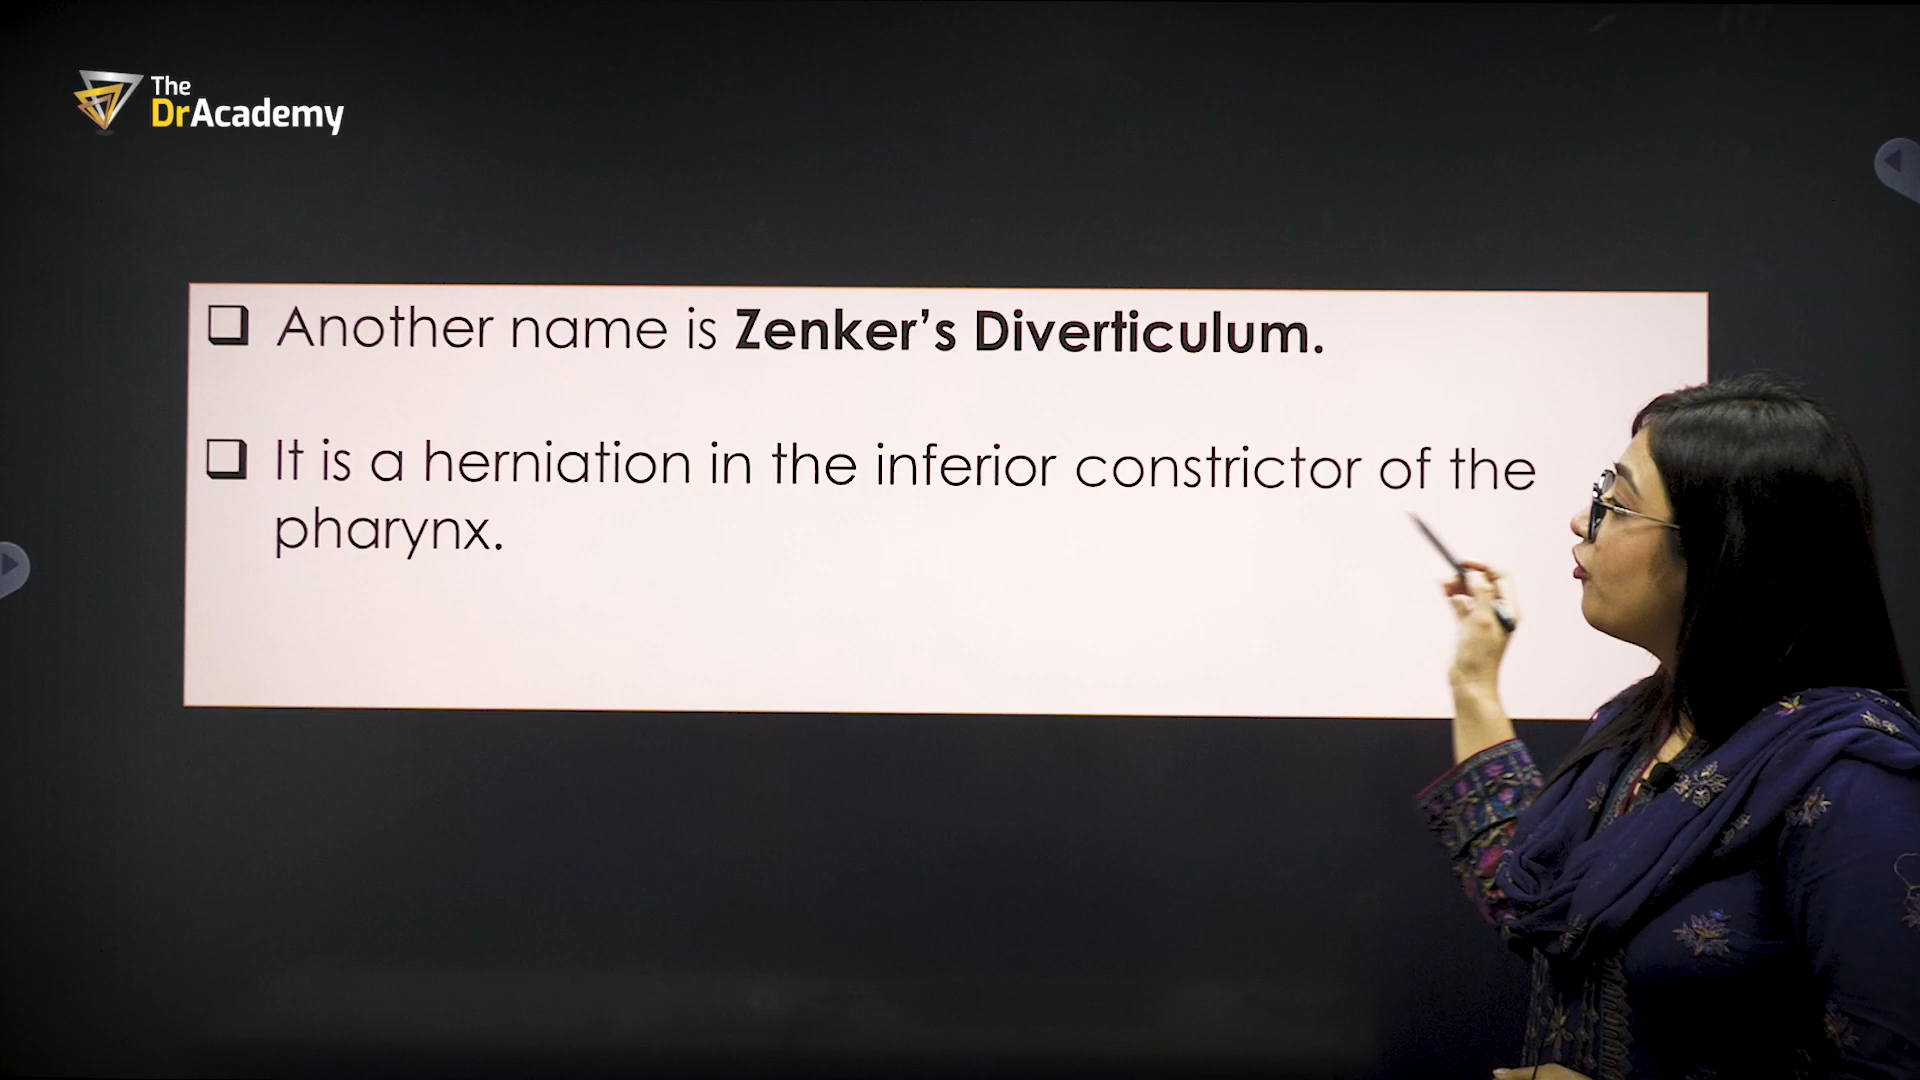 The
DrAcademy
Another name is Zenker's Diverticulum.
It is a herniation in the inferior constrictor of the
pharynx.